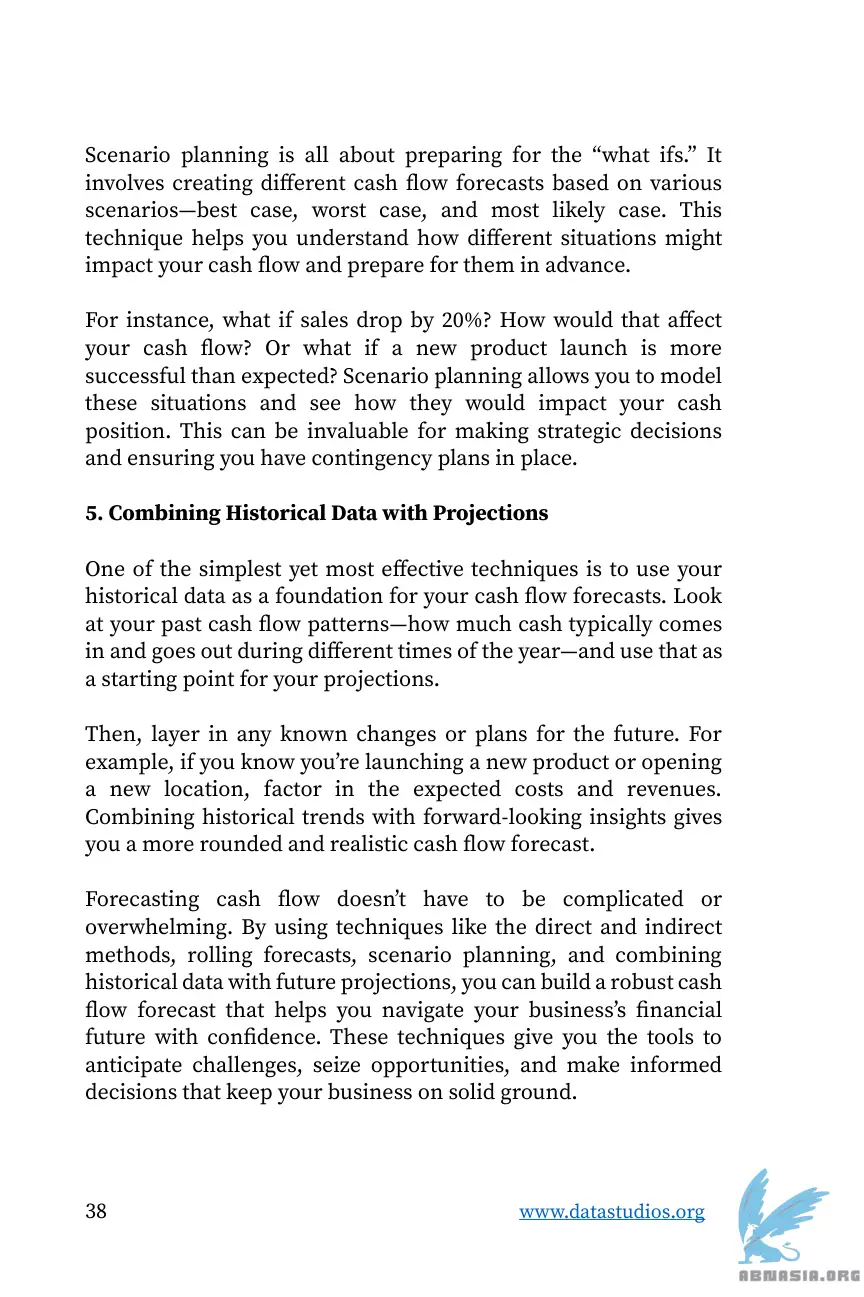 Scenario planning is all about preparing for the “what ifs.” It
involves creating different cash flow forecasts based on various
scenarios—best case, worst case, and most likely case. This
technique helps you understand how different situations might
impact your cash flow and prepare for them in advance.
For instance, what if sales drop by 20%? How would that affect
your cash flow? Or what if a new product launch is more
successful than expected? Scenario planning allows you to model
these situations and see how they would impact your cash
position. This can be invaluable for making strategic decisions
and ensuring you have contingency plans in place.
5. Combining Historical Data with Projections
One of the simplest yet most effective techniques is to use your
historical data as a foundation for your cash flow forecasts. Look
at your past cash flow patterns—how much cash typically comes
in and goes out during different times of the year—and use that as
a starting point for your projections.
Then, layer in any known changes or plans for the future. For
example, if you know you’re launching a new product or opening
a new location, factor in the expected costs and revenues.
Combining historical trends with forward-looking insights gives
you a more rounded and realistic cash flow forecast.
Forecasting cash flow doesn’t have to be complicated or
overwhelming. By using techniques like the direct and indirect
methods, rolling forecasts, scenario planning, and combining
historical data with future projections, you can build a robust cash
flow forecast that helps you navigate your business’s financial
future with confidence. These techniques give you the tools to
anticipate challenges, seize opportunities, and make informed
decisions that keep your business on solid ground.
38 www.datastudios.org
ABNASIA.ORG